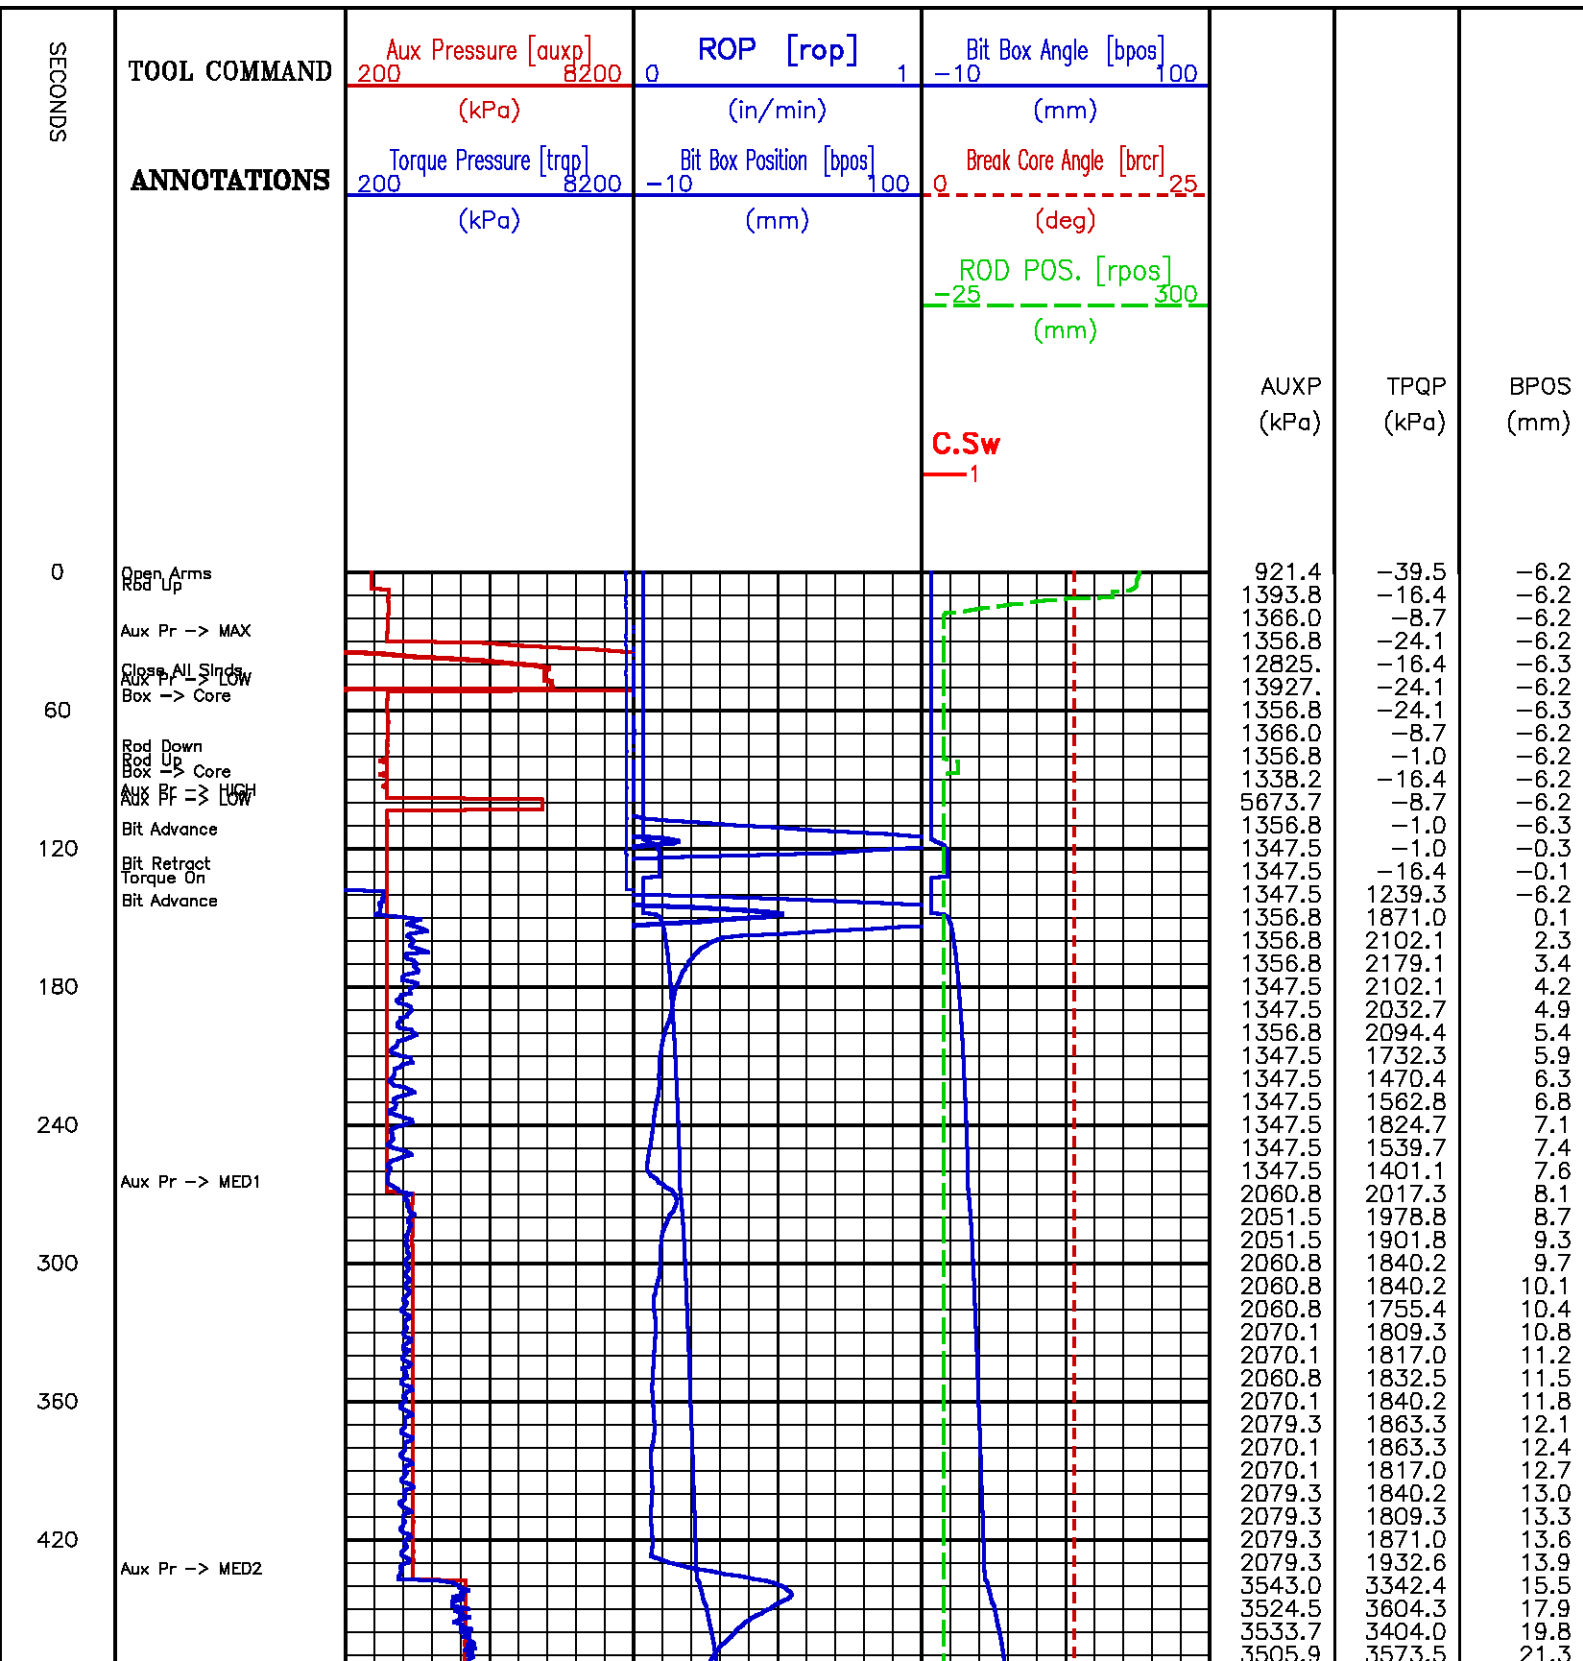 SECONDS
TOOL COMMAND
ANNOTATIONS
Aux Pressure [auxp]
200 8200
(kPa)
Torque Pressure [trqp]
200 8200
(kPa)
ROP [rop]
0 1
(in/min)
Bit Box Position [bpos]
-10 100
(mm)
Bit Box Angle [bpos]
-10 100
(mm)
Break Core Angle [brcr]
0 25
(deg)
ROD POS. [rpos]
-25 300
(mm)
C.Sw
1
AUXP TPQP BPOS
(kPa) (kPa) (mm)
0 Open Arms 921.4 -39.5 -6.2
Rod Up 1393.8 -16.4 -6.2
1366.0 -8.7 -6.2
Aux Pr -> MAX 1356.8 -24.1 -6.2
12825. -16.4 -6.3
Close All Slnds
Aux Pr -> LOW 13927. -24.1 -6.2
Box -> Core
60 1356.8 -24.1 -6.3
1366.0 -8.7 -6.2
Rod Down
Rod Up 1356.8 -1.0 -6.2
Box -> Core 1338.2 -16.4 -6.2
Aux Pr -> HIGH
Aux Pr -> LOW 5673.7 -8.7 -6.2
Bit Advance 1356.8 -1.0 -6.3
120 1347.5 -1.0 -0.3
Bit Retract 1347.5 -16.4 -0.1
Torque On
Bit Advance 1347.5 1239.3 -6.2
1356.8 1871.0 0.1
1356.8 2102.1 2.3
1356.8 2179.1 3.4
180 1347.5 2102.1 4.2
1347.5 2032.7 4.9
1356.8 2094.4 5.4
1347.5 1732.3 5.9
1347.5 1470.4 6.3
1347.5 1562.8 6.8
240 1347.5 1824.7 7.1
1347.5 1539.7 7.4
1347.5 1401.1 7.6
Aux Pr -> MED1 2060.8 2017.3 8.1
2051.5 1978.8 8.7
2051.5 1901.8 9.3
300 2060.8 1840.2 9.7
2060.8 1840.2 10.1
2060.8 1755.4 10.4
2070.1 1809.3 10.8
2070.1 1817.0 11.2
2060.8 1832.5 11.5
360 2070.1 1840.2 11.8
2079.3 1863.3 12.1
2070.1 1863.3 12.4
2070.1 1817.0 12.7
2079.3 1840.2 13.0
2079.3 1809.3 13.3
420 2079.3 1871.0 13.6
Aux Pr -> MED2 2079.3 1932.6 13.9
3543.0 3342.4 15.5
3524.5 3604.3 17.9
3533.7 3404.0 19.8
3505.9 3573.5 21.3